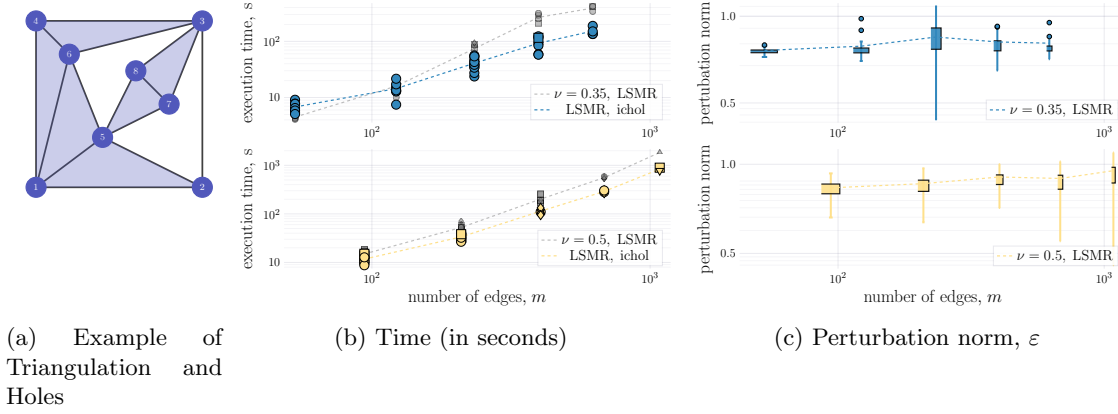 4
3
6
8
7
5
1
2
execution time, s
10²
10
ν = 0.35, LSMR
LSMR, ichol
10²
10³
execution time, s
10³
10²
10
ν = 0.5, LSMR
LSMR, ichol
10²
10³
number of edges, m
pertubation norm
1.0
0.5
ν = 0.35, LSMR
10²
10³
perturbation norm
1.0
0.5
ν = 0.5, LSMR
10²
10³
number of edges, m
(a) Example of
Triangulation and
Holes
(b) Time (in seconds)
(c) Perturbation norm, ε